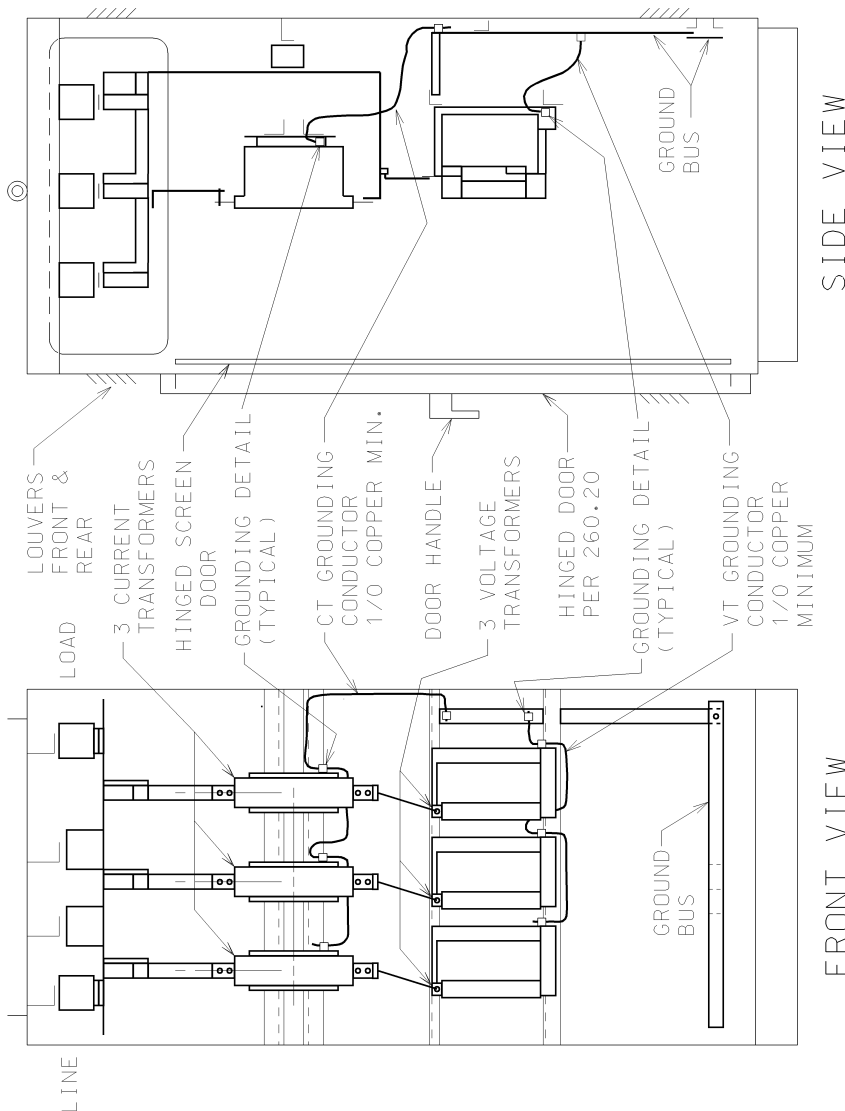 LINE
LOAD
LOUVERS
FRONT &
REAR
3 CURRENT
TRANSFORMERS
HINGED SCREEN
DOOR
GROUNDING DETAIL
(TYPICAL)
CT GROUNDING
CONDUCTOR
1/0 COPPER MIN.
DOOR HANDLE
3 VOLTAGE
TRANSFORMERS
HINGED DOOR
PER 260.20
GROUNDING DETAIL
(TYPICAL)
VT GROUNDING
CONDUCTOR
1/0 COPPER
MINIMUM
GROUND
BUS
GROUND
BUS
FRONT VIEW
SIDE VIEW